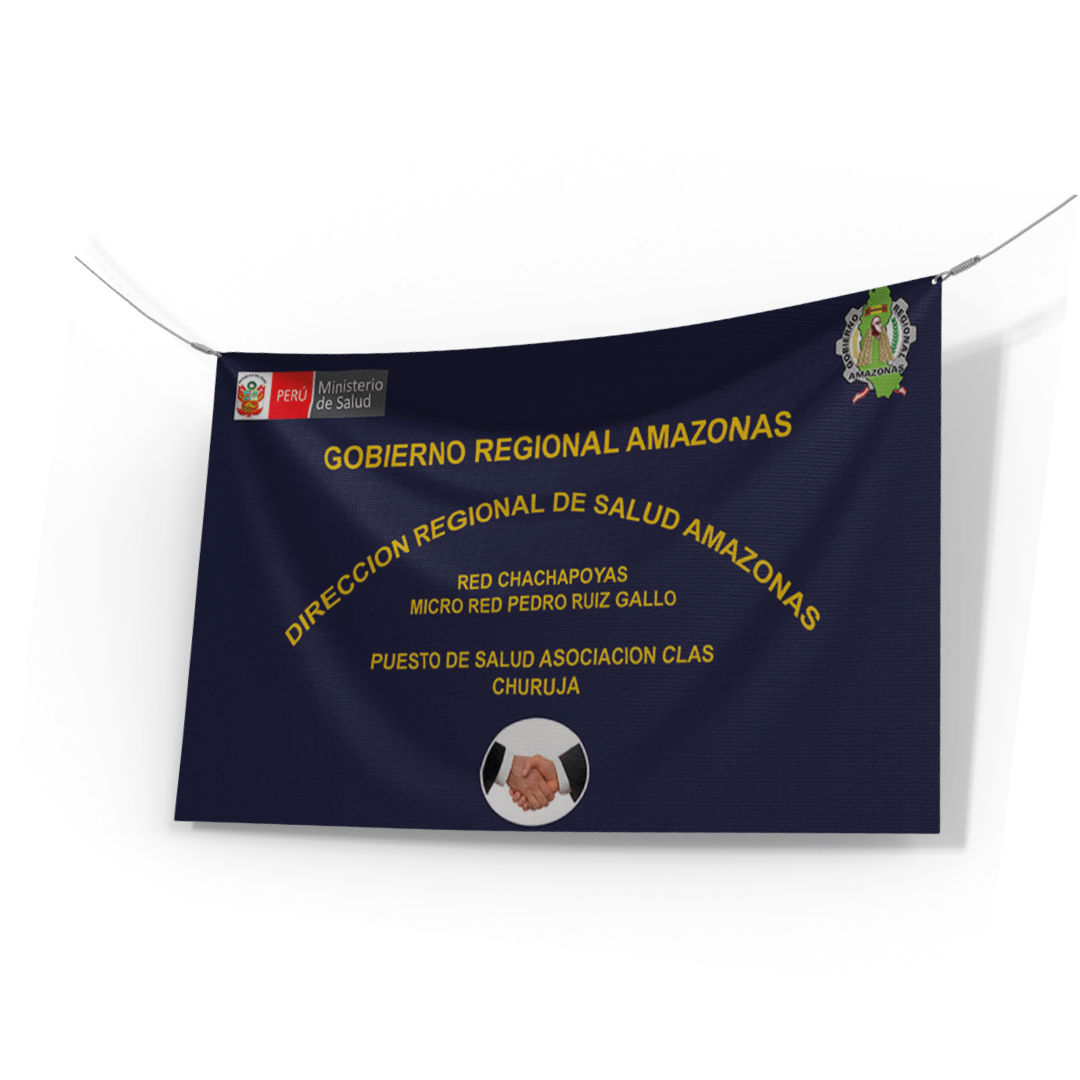 PERÚ
Ministerio
de Salud
GOBIERNO REGIONAL
AMAZONAS
GOBIERNO REGIONAL AMAZONAS
DIRECCION REGIONAL DE SALUD AMAZONAS
RED CHACHAPOYAS
MICRO RED PEDRO RUIZ GALLO
PUESTO DE SALUD ASOCIACION CLAS
CHURUJA